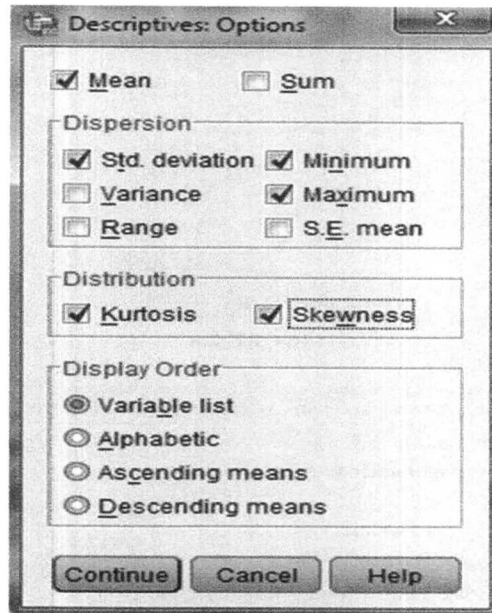 Descriptives: Options
Mean Sum
Dispersion
Std. deviation Minimum
Variance Maximum
Range S.E. mean
Distribution
Kurtosis Skewness
Display Order
Variable list
Alphabetic
Ascending means
Descending means
Continue Cancel Help